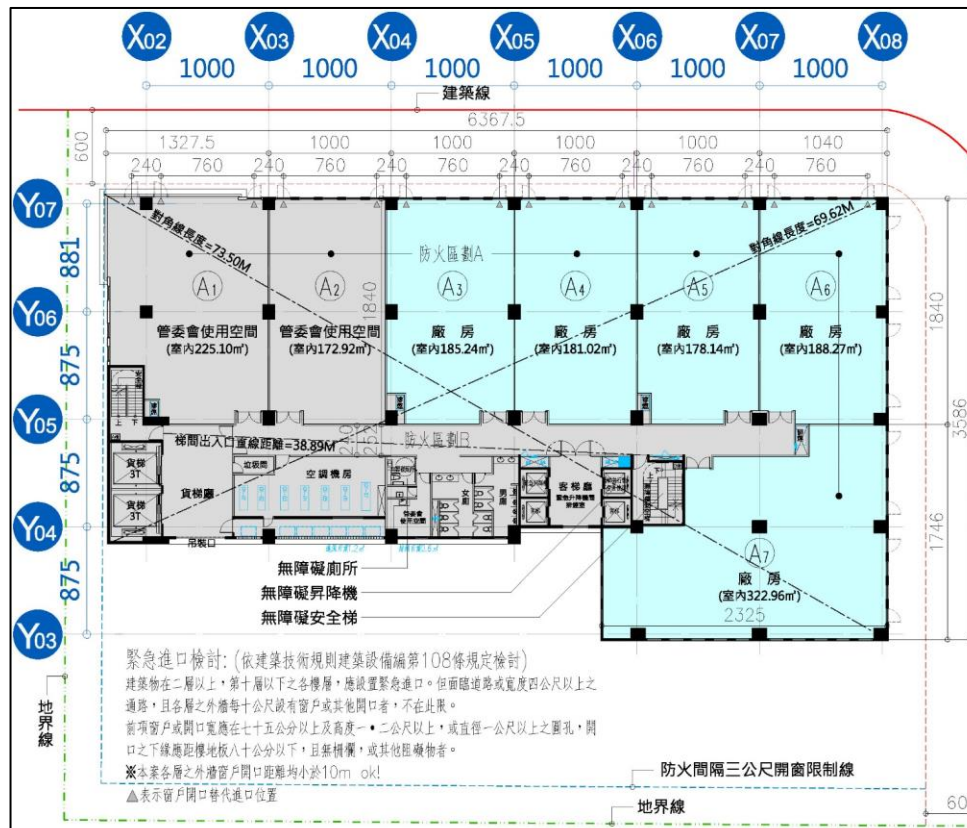 X02 X03 X04 X05 X06 X07 X08
1000 1000 1000 1000 1000 1000
建築線
6367.5
600
1327.5 1000 1000 1000 1000 1040
240 760 240 760 240 760 240 760 240 760 240
Y07
881
Y06
875
Y05
875
Y04
875
Y03
對角線長度=73.50M
對角線長度=69.62M
防火區劃A
A1 A2 A3 A4 A5 A6
1840
1840
管委會使用空間
(室內225.10㎡)
管委會使用空間
(室內172.92㎡)
廠 房
(室內185.24㎡)
廠 房
(室內181.02㎡)
廠 房
(室內178.14㎡)
廠 房
(室內188.27㎡)
3586
上 下
梯間出入口直線距離=38.89M
防火區劃B
貨梯
3T
貨梯
3T
貨梯廳
垃圾間
空調機房
女廁
男廁
管委會
使用空間
客梯廳
吊裝口
A7
廠 房
(室內322.96㎡)
1746
2325
無障礙廁所
無障礙昇降機
無障礙安全梯
緊急進口檢討: (依建築技術規則建築設備編第108條規定檢討)
建築物在二層以上，第十層以下之各樓層，應設置緊急進口。但面臨道路或寬度四公尺以上之
通路，且各層之外牆每十公尺設有窗戶或其他開口者，不在此限。
前項窗戶或開口寬應在七十五公分以上及高度一•二公尺以上，或直徑一公尺以上之圓孔，開
口之下緣應距樓地板八十公分以下，且無柵欄，或其他阻礙物者。
※本案各層之外牆窗戶開口距離均小於10m ok!
△表示窗戶開口替代進口位置
地界線
防火間隔三公尺開窗限制線
地界線
60